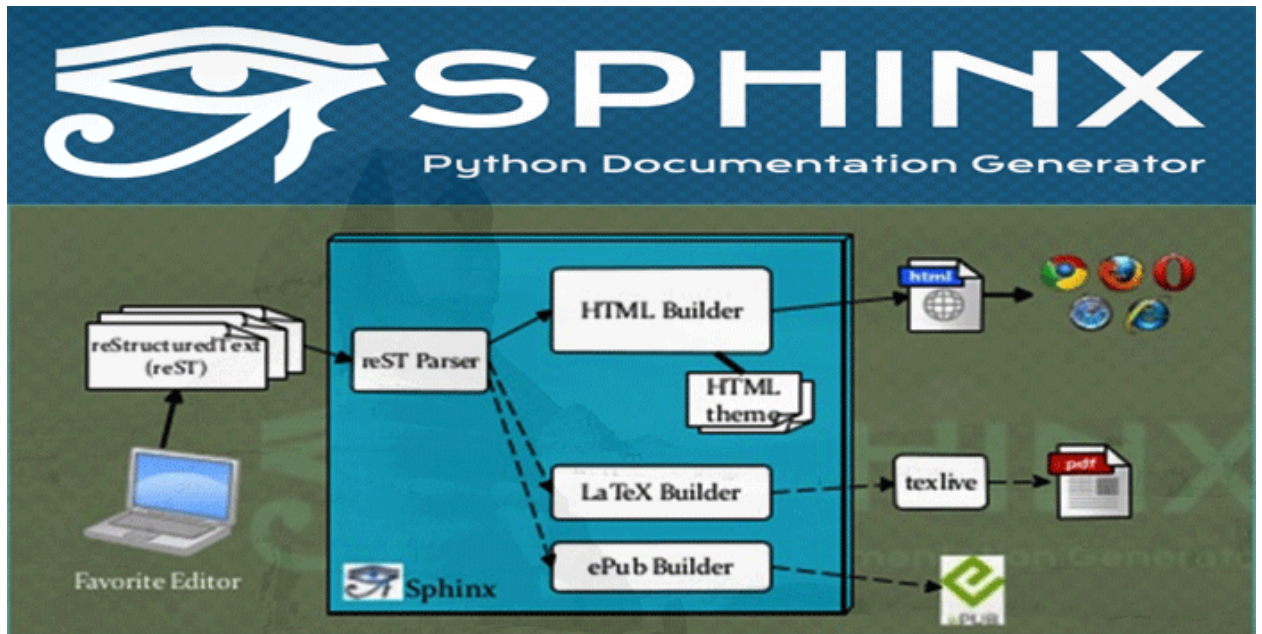 SPHINX
Python Documentation Generator
reStructuredText
(reST)
reST Parser
HTML Builder
HTML
theme
LaTeX Builder
ePub Builder
html
texlive
pdf
Favorite Editor
Sphinx
ePUB